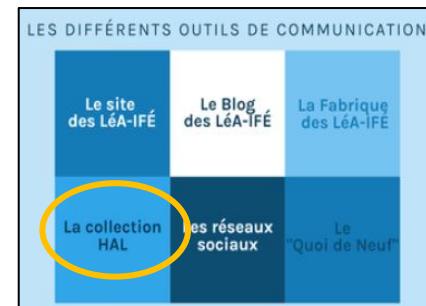 LES DIFFÉRENTS OUTILS DE COMMUNICATION
Le site
des LéA-IFÉ
Le Blog
des LéA-IFÉ
La Fabrique
des LéA-IFÉ
La collection
HAL
Les réseaux
sociaux
Le
"Quoi de Neuf"